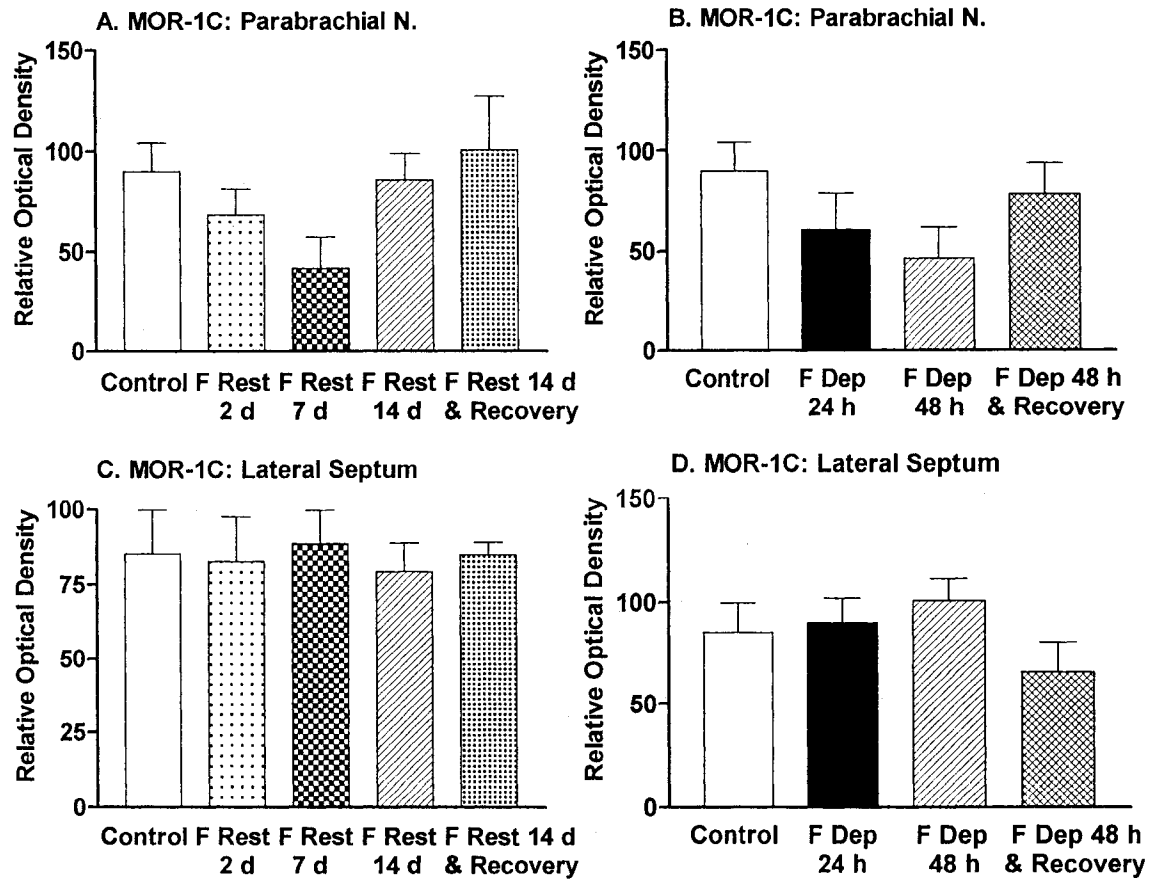 A. MOR-1C: Parabrachial N.
Relative Optical Density
150
100
50
0
Control F Rest F Rest F Rest F Rest 14 d
2 d 7 d 14 d & Recovery
B. MOR-1C: Parabrachial N.
Relative Optical Density
150
100
50
0
Control F Dep F Dep F Dep 48 h
24 h 48 h & Recovery
C. MOR-1C: Lateral Septum
Relative Optical Density
100
75
50
25
0
Control F Rest F Rest F Rest F Rest 14 d
2 d 7 d 14 d & Recovery
D. MOR-1C: Lateral Septum
Relative Optical Density
150
100
50
0
Control F Dep F Dep F Dep 48 h
24 h 48 h & Recovery